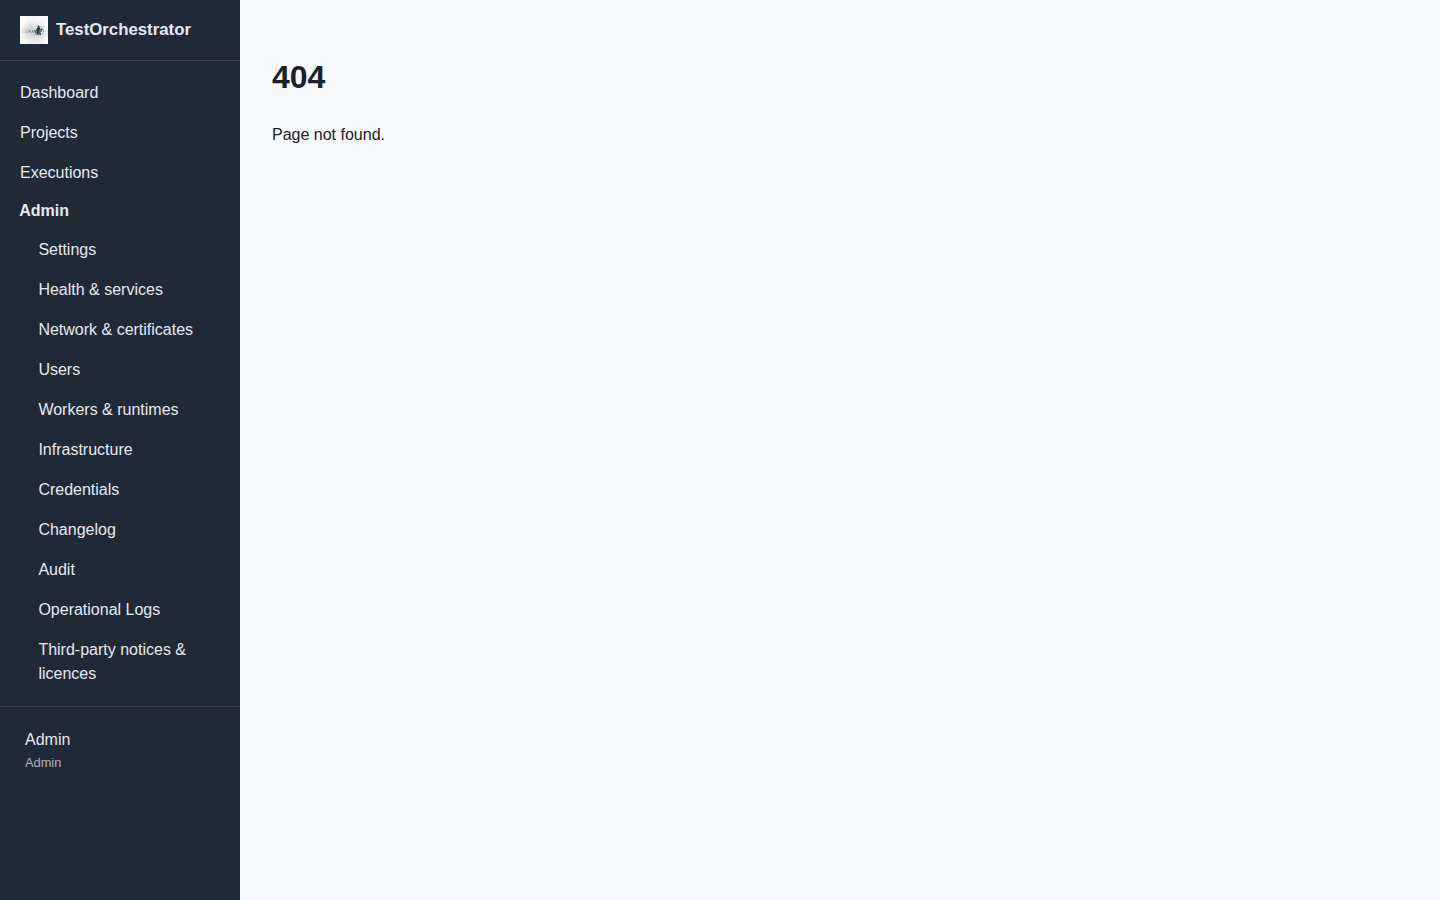 TestOrchestrator
Dashboard
Projects
Executions
Admin
Settings
Health & services
Network & certificates
Users
Workers & runtimes
Infrastructure
Credentials
Changelog
Audit
Operational Logs
Third-party notices &
licences
Admin
Admin
404
Page not found.